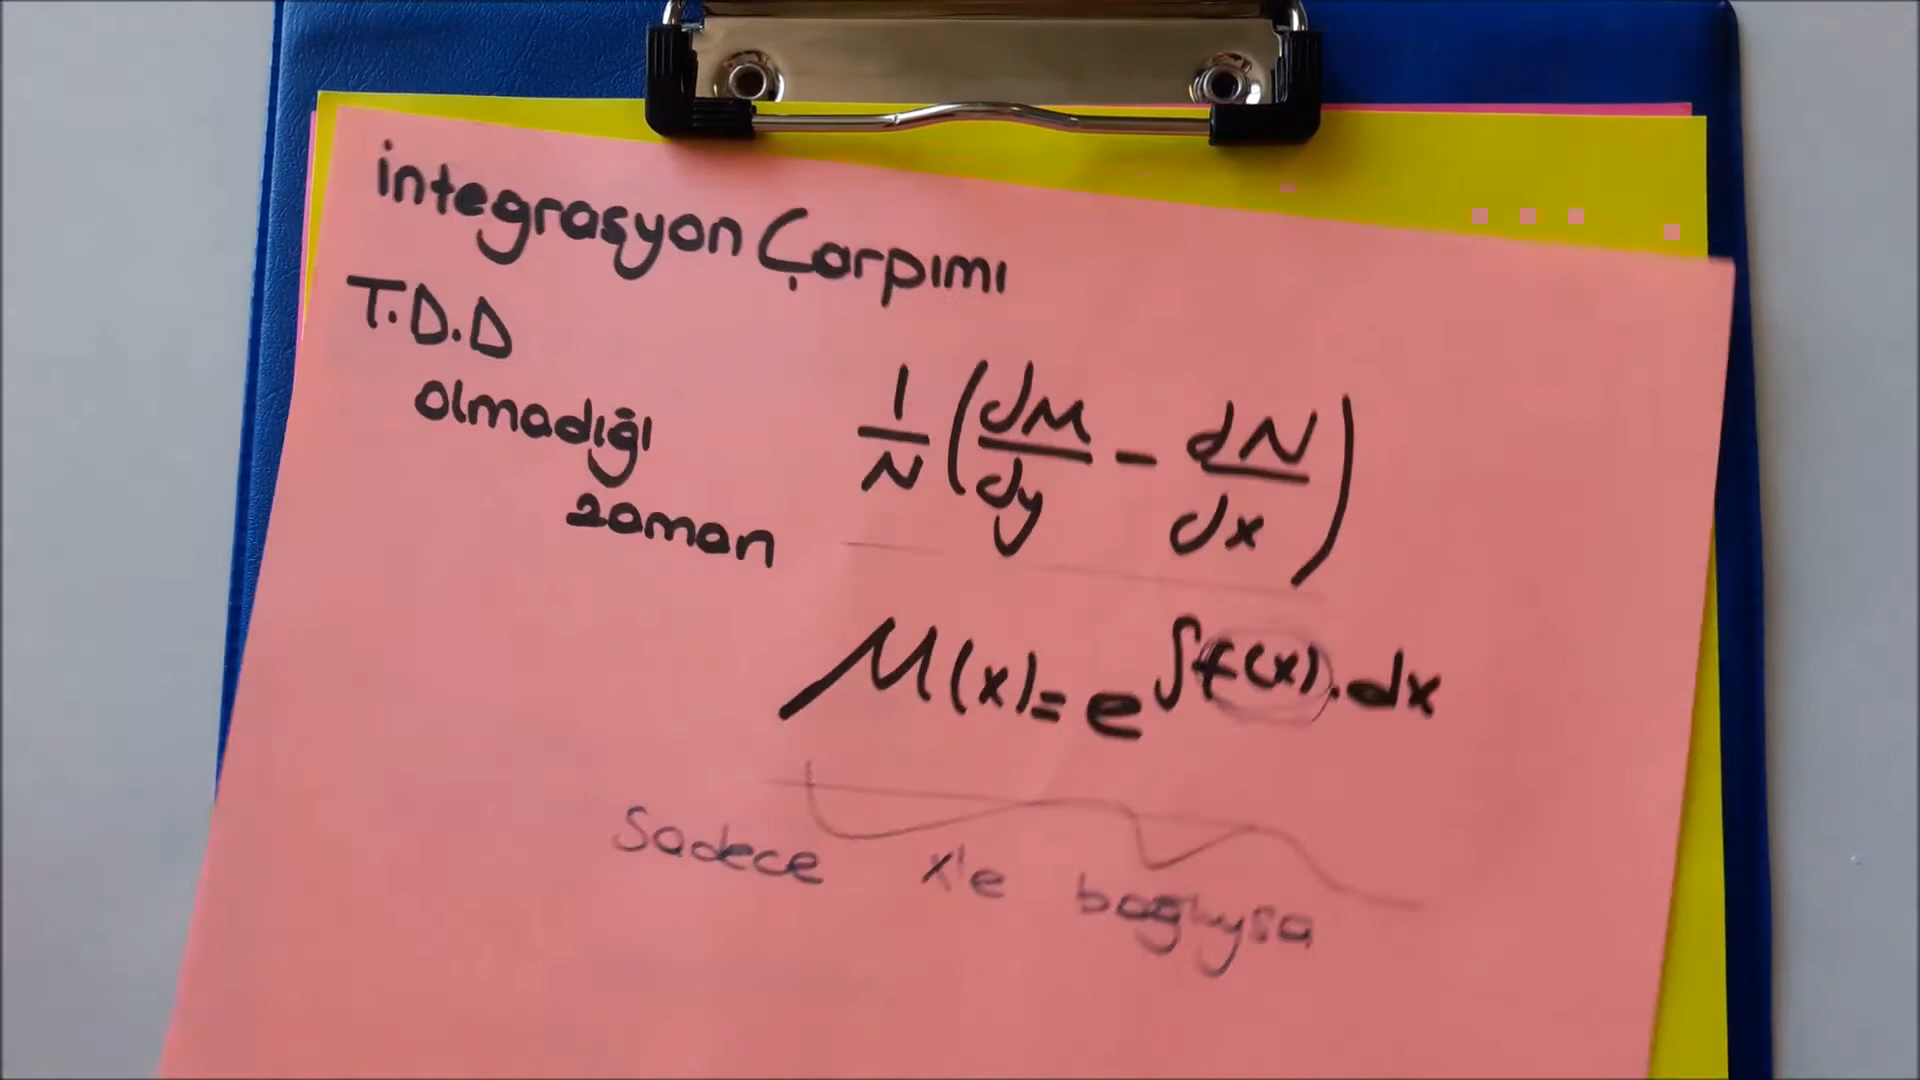 integrasyon Çarpımı
T.D.D
olmadığı
zaman
1/N (dM/dy - dN/dx)
M(x) = e^∫f(x).dx
Sadece x'e bağlıysa